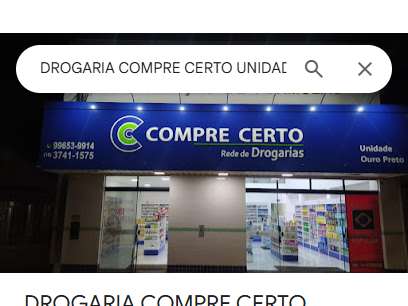 DROGARIA COMPRE CERTO UNIDAD
COMPRE CERTO
Rede de Drogarias
99653-9914
3741-1575
Unidade
Ouro Preto
DROGARIA COMPRE CERTO